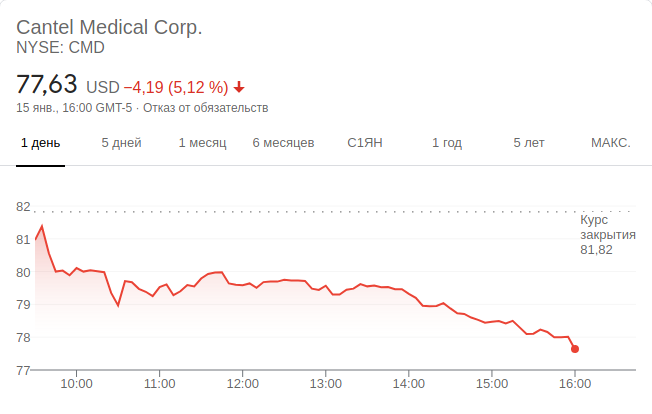 Cantel Medical Corp.
NYSE: CMD
77,63 USD −4,19 (5,12 %) ↓
15 янв., 16:00 GMT-5 · Отказ от обязательств
1 день 5 дней 1 месяц 6 месяцев С1ЯН 1 год 5 лет МАКС.
82
Курс
закрытия
81,82
81
80
79
78
77
10:00 11:00 12:00 13:00 14:00 15:00 16:00